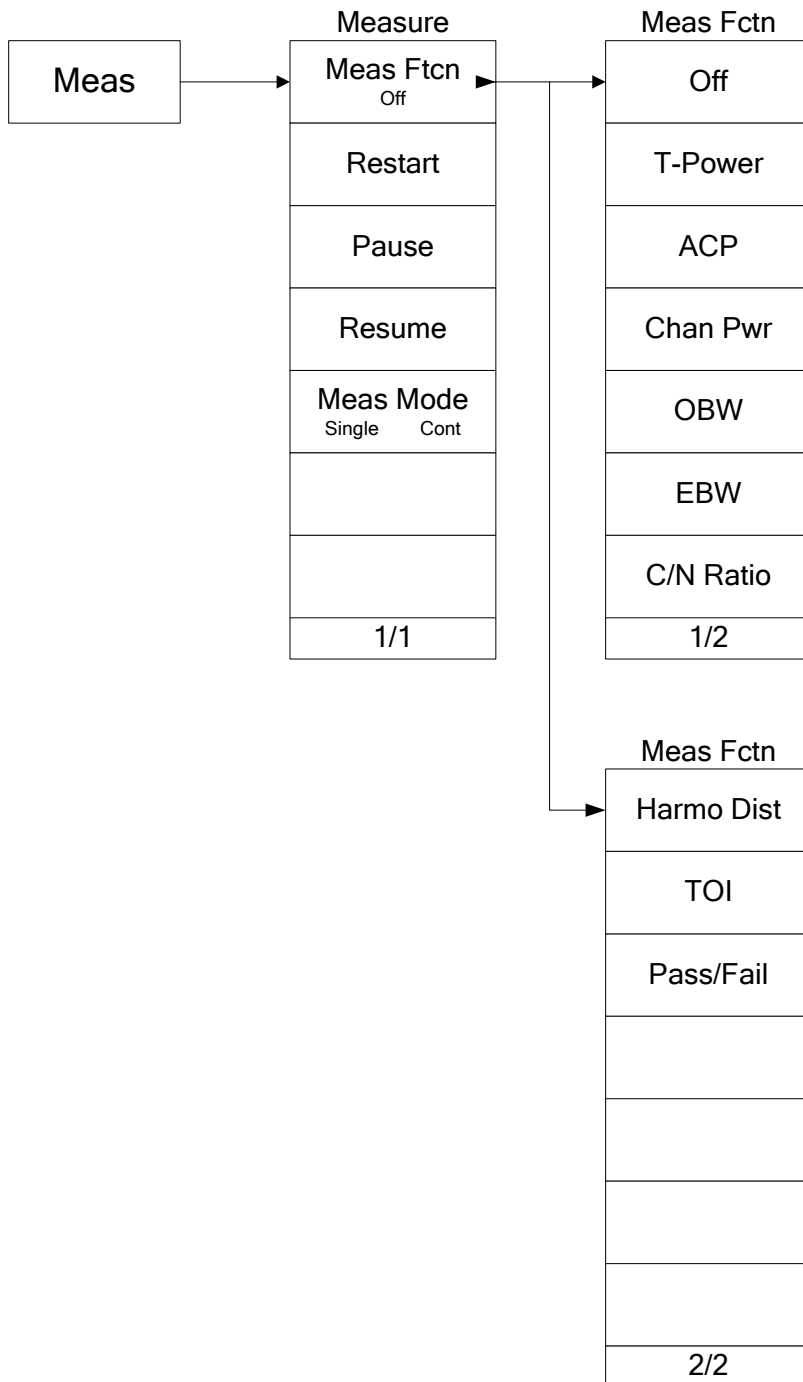 Meas
Measure
Meas Ftcn
Off
Restart
Pause
Resume
Meas Mode
Single Cont
1/1
Meas Fctn
Off
T-Power
ACP
Chan Pwr
OBW
EBW
C/N Ratio
1/2
Meas Fctn
Harmo Dist
TOI
Pass/Fail
2/2